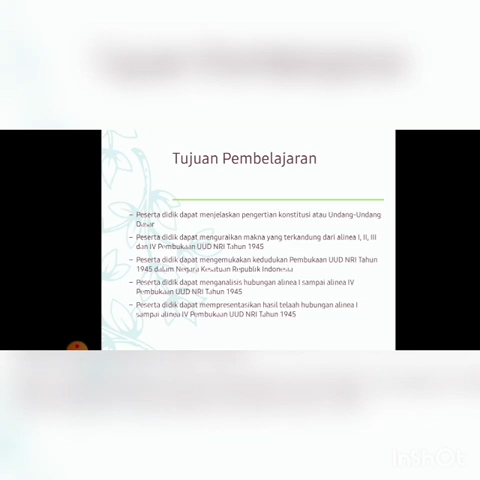 Tujuan Pembelajaran
– Peserta didik dapat menjelaskan pengertian konstitusi atau Undang-Undang
Dasar
– Peserta didik dapat menguraikan makna yang terkandung dari alinea I, II, III
dan IV Pembukaan UUD NRI Tahun 1945
– Peserta didik dapat mengemukakan kedudukan Pembukaan UUD NRI Tahun
1945 dalam Negara Kesatuan Republik Indonesia
– Peserta didik dapat menganalisis hubungan alinea I sampai alinea IV
Pembukaan UUD NRI Tahun 1945
– Peserta didik dapat mempresentasikan hasil telaah hubungan alinea I
sampai alinea IV Pembukaan UUD NRI Tahun 1945